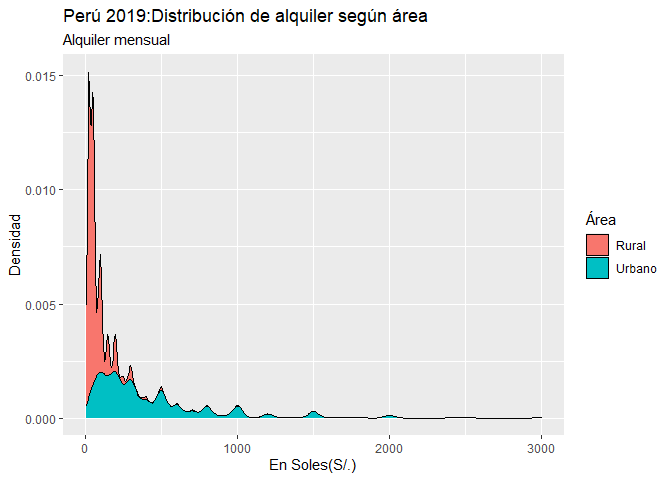 Perú 2019:Distribución de alquiler según área
Alquiler mensual
0.015
0.010
0.005
0.000
Densidad
0
1000
2000
3000
En Soles(S/.)
Área
Rural
Urbano